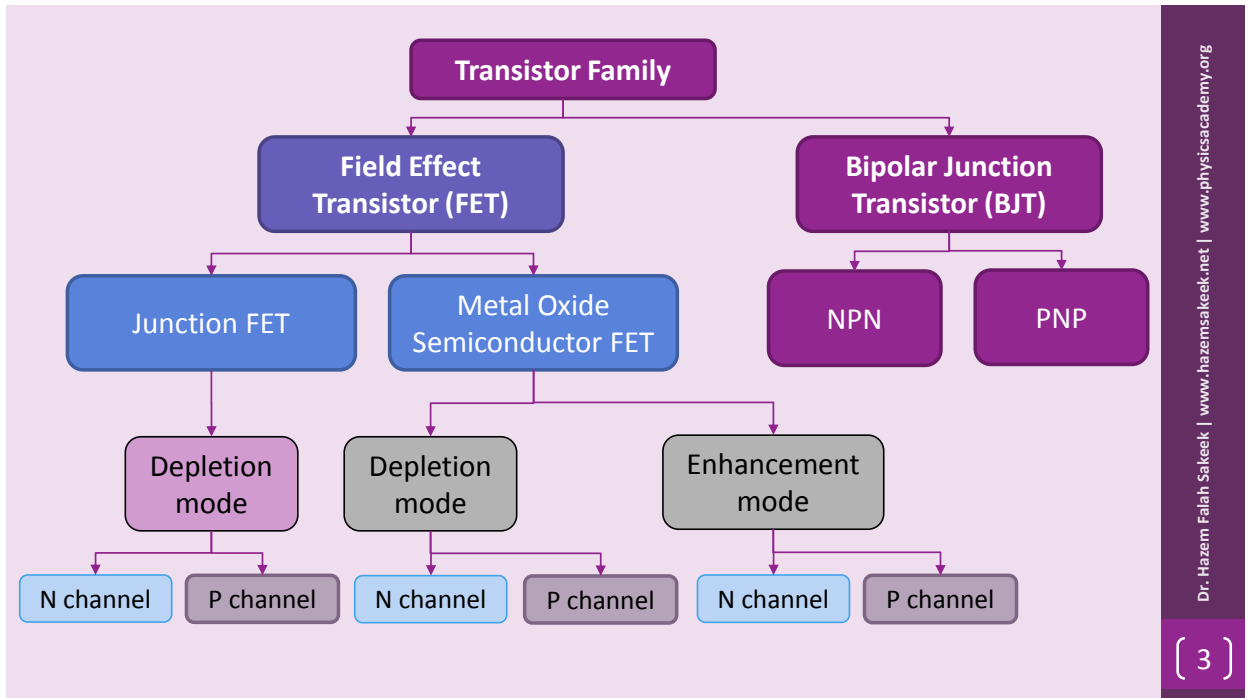 Transistor Family
Field Effect
Transistor (FET)
Bipolar Junction
Transistor (BJT)
Junction FET
Metal Oxide
Semiconductor FET
NPN
PNP
Depletion
mode
Depletion
mode
Enhancement
mode
N channel
P channel
N channel
P channel
N channel
P channel
Dr. Hazem Falah Sakeek | www.hazemsakeek.net | www.physicsacademy.org
[ 3 ]